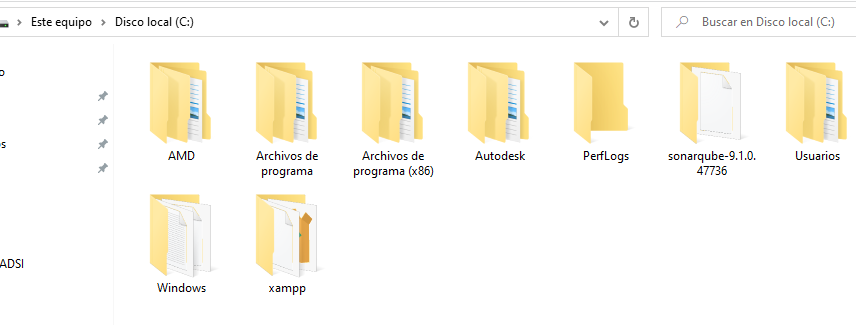 Este equipo > Disco local (C:)
Buscar en Disco local (C:)
AMD
Archivos de
programa
Archivos de
programa (x86)
Autodesk
PerfLogs
sonarqube-9.1.0.
47736
Usuarios
Windows
xampp
ADSI